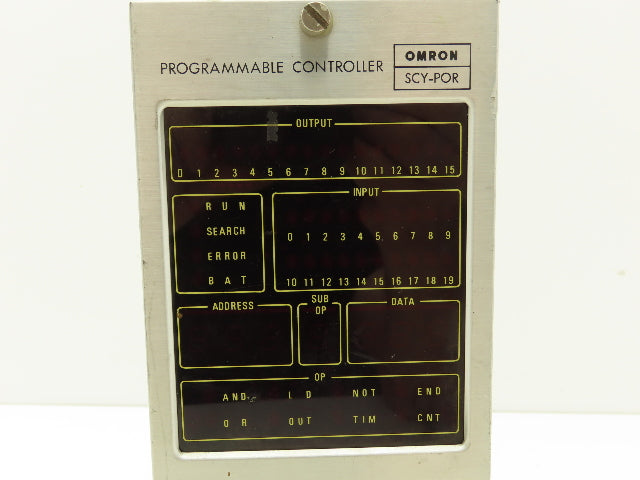 PROGRAMMABLE CONTROLLER
OMRON
SCY-POR
OUTPUT
0 1 2 3 4 5 6 7 8 9 10 11 12 13 14 15
RUN
SEARCH
ERROR
BAT
INPUT
0 1 2 3 4 5 6 7 8 9
10 11 12 13 14 15 16 17 18 19
ADDRESS
SUB
OP
DATA
OP
AND LD NOT END
OR OUT TIM CNT